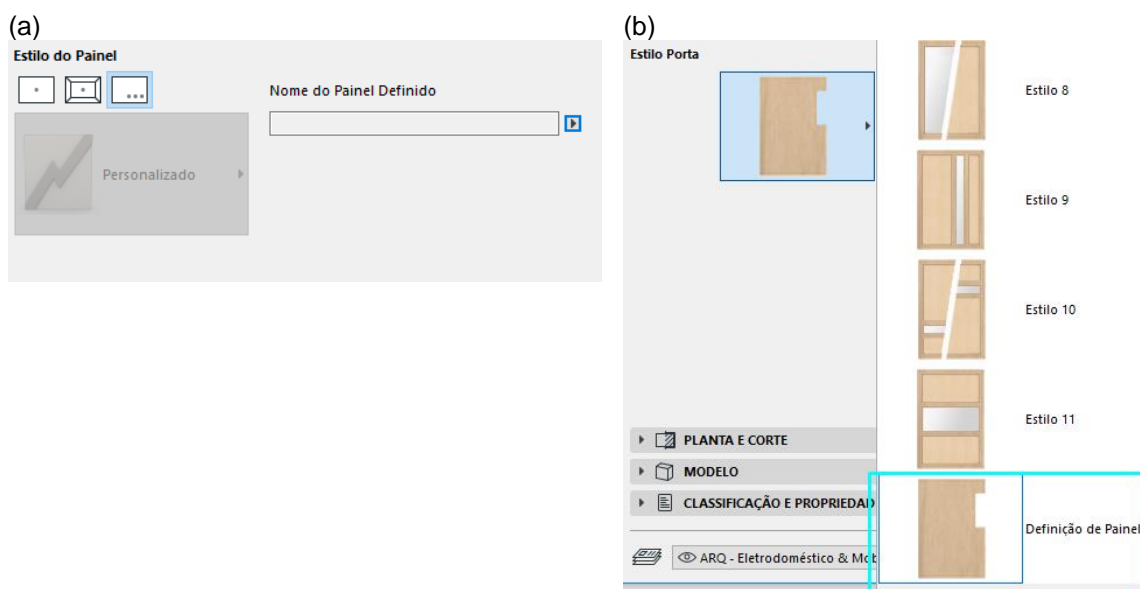 (a)
Estilo do Painel
Nome do Painel Definido
Personalizado
(b)
Estilo Porta
Estilo 8
Estilo 9
Estilo 10
Estilo 11
Definição de Painel
PLANTA E CORTE
MODELO
CLASSIFICAÇÃO E PROPRIEDAD
ARQ - Eletrodoméstico & Mob